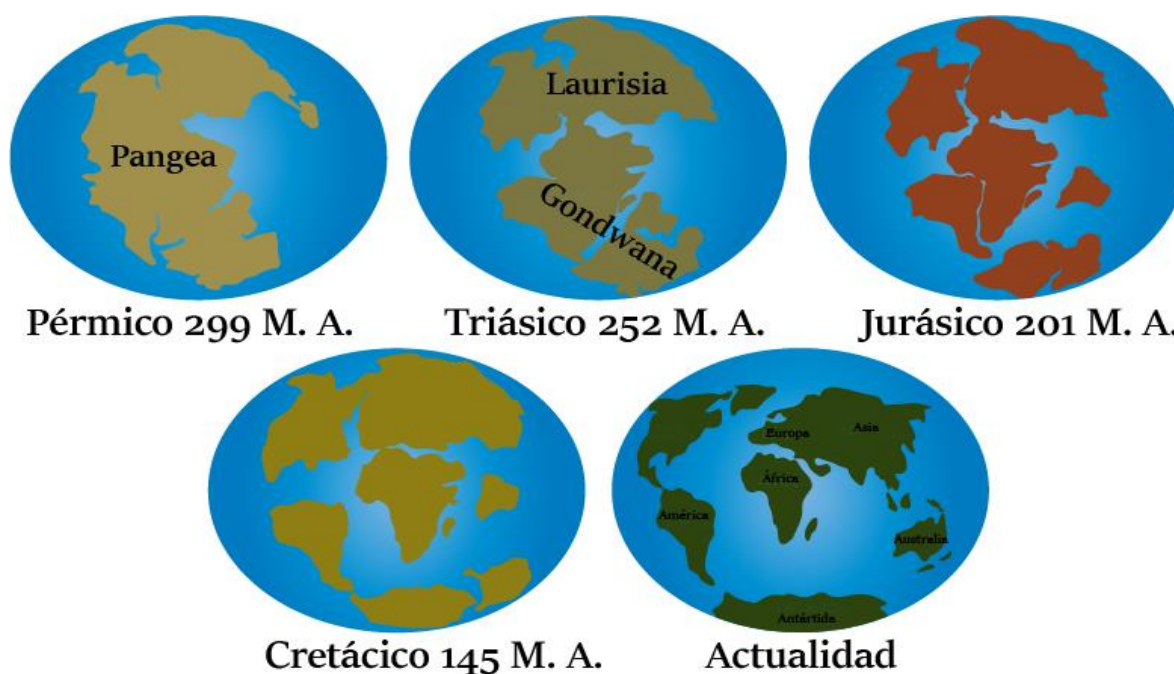 Pangea
Laurisia
Gondwana
Pérmico 299 M. A.
Triásico 252 M. A.
Jurásico 201 M. A.
Europa
Asia
África
América
Australia
Antártida
Cretácico 145 M. A.
Actualidad